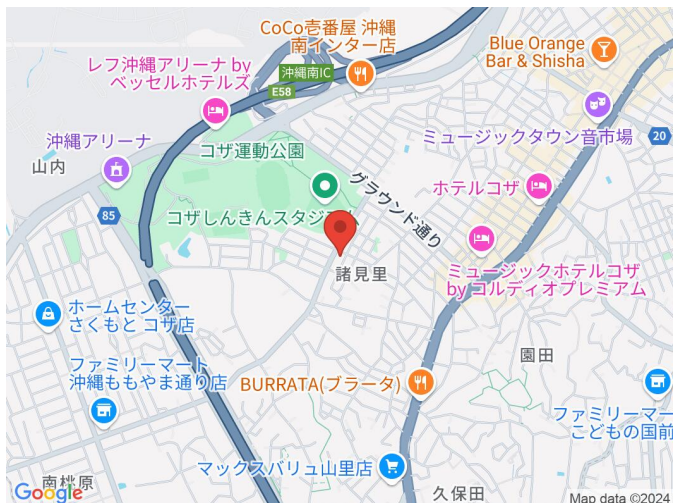 CoCo壱番屋 沖縄
南インター店
Blue Orange
Bar & Shisha
レフ沖縄アリーナ by
ベッセルホテルズ
沖縄南IC
E58
沖縄アリーナ
山内
コザ運動公園
ミュージックタウン音市場
20
グラウンド通り
ホテルコザ
85
コザしんきんスタジアム
諸見里
ミュージックホテルコザ
by コルディオプレミアム
ホームセンター
さくもと コザ店
園田
ファミリーマート
沖縄ももやま通り店
BURRATA(ブラータ)
ファミリーマー
こどもの国前
マックスバリュ山里店
南桃原
久保田
Google
Map data ©2024